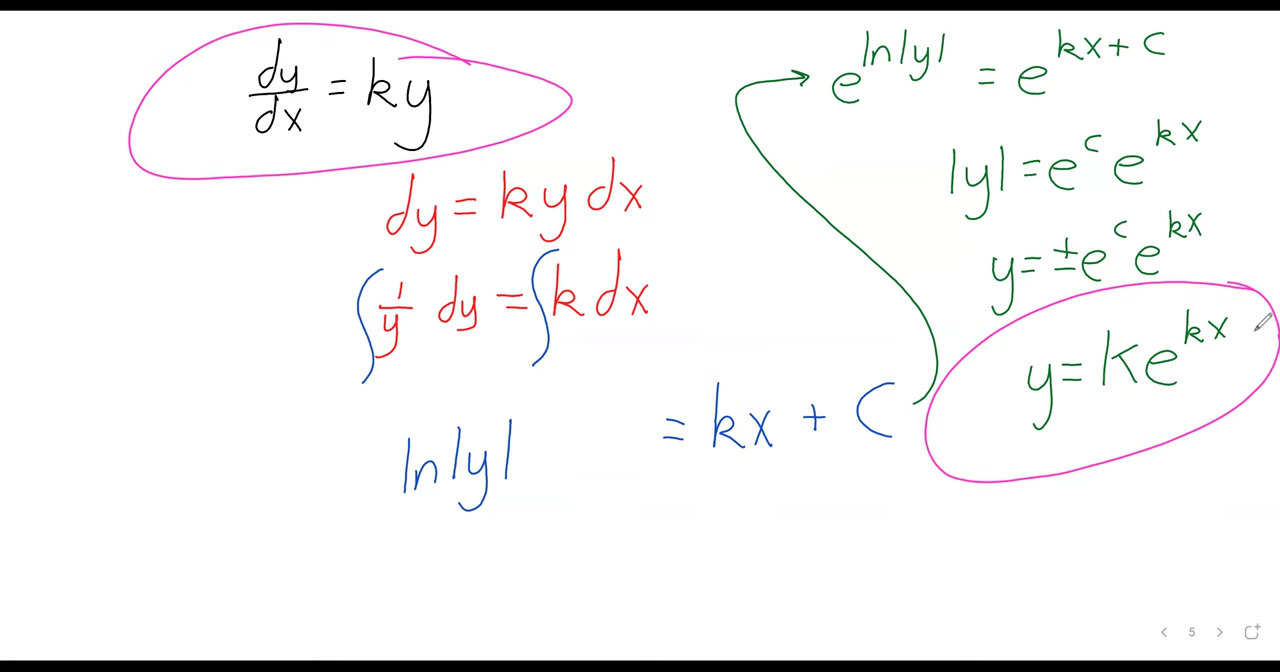 dy/dx = ky
dy = ky dx
∫ 1/y dy = ∫ k dx
ln|y| = kx + C
e^{ln|y|} = e^{kx + C}
|y| = e^c e^{kx}
y = ±e^c e^{kx}
y = Ke^{kx}
< 5 >